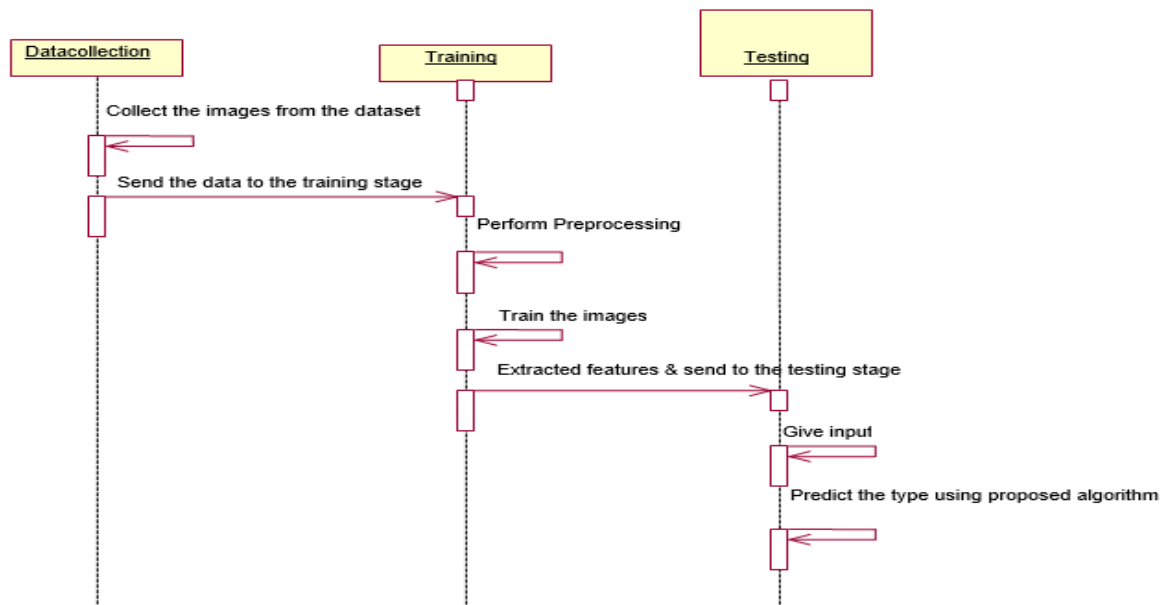 Datacollection
Training
Testing
Collect the images from the dataset
Send the data to the training stage
Perform Preprocessing
Train the images
Extracted features & send to the testing stage
Give input
Predict the type using proposed algorithm